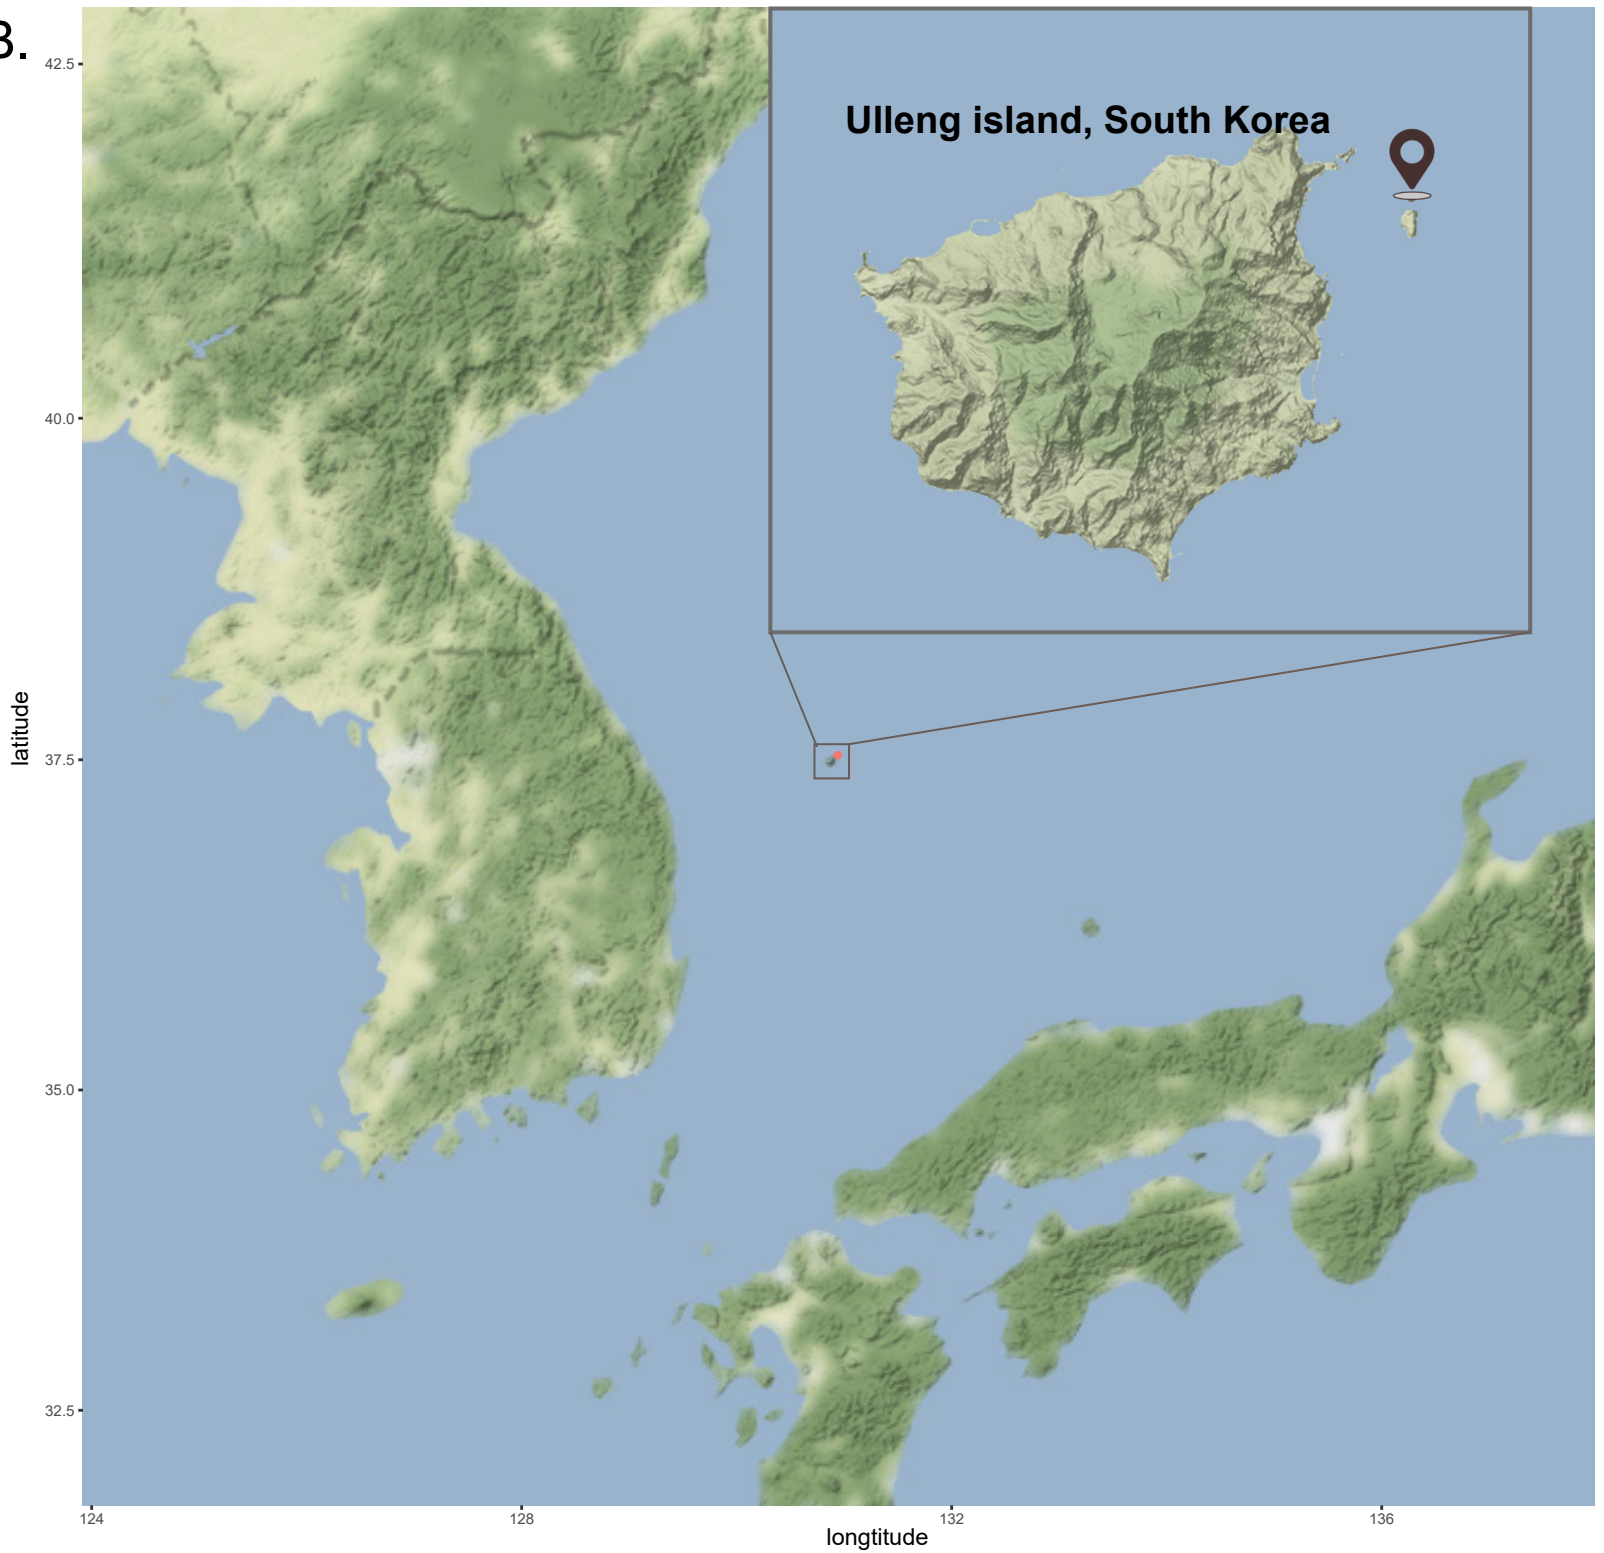 B.
Ulleng island, South Korea
latitude
42.5
40.0
37.5
35.0
32.5
124
128
132
136
longtitude